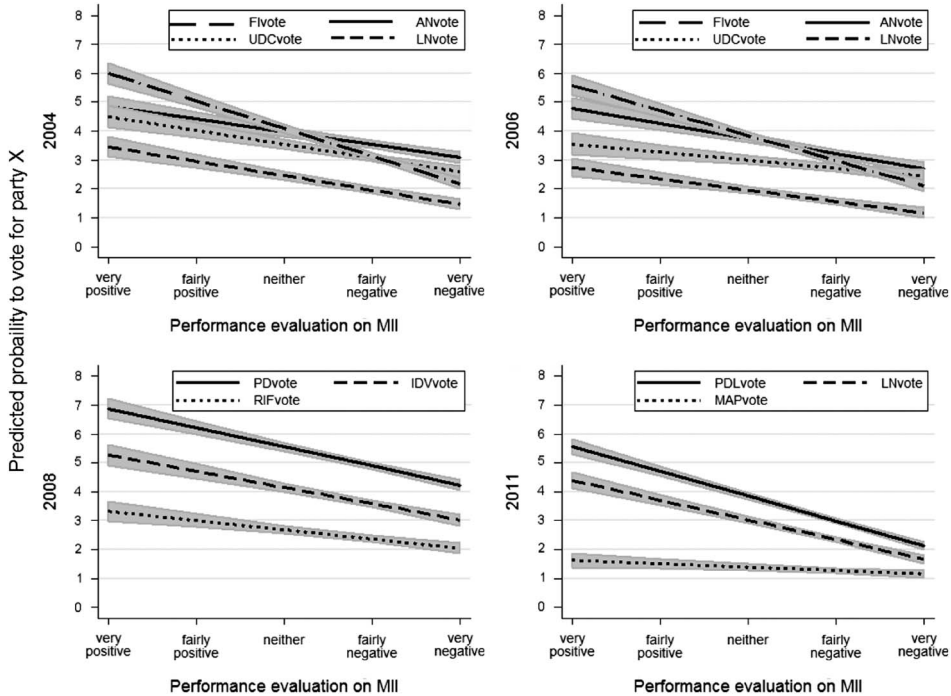 Predicted probaility to vote for party X
2004
FIvote ANvote
UDCvote LNvote
8
7
6
5
4
3
2
1
0
very positive fairly positive neither fairly negative very negative
Performance evaluation on MII
2006
FIvote ANvote
UDCvote LNvote
8
7
6
5
4
3
2
1
0
very positive fairly positive neither fairly negative very negative
Performance evaluation on MII
2008
PDvote IDVvote
RIFvote
8
7
6
5
4
3
2
1
0
very positive fairly positive neither fairly negative very negative
Performance evaluation on MII
2011
PDLvote LNvote
MAPvote
8
7
6
5
4
3
2
1
0
very positive fairly positive neither fairly negative very negative
Performance evaluation on MII